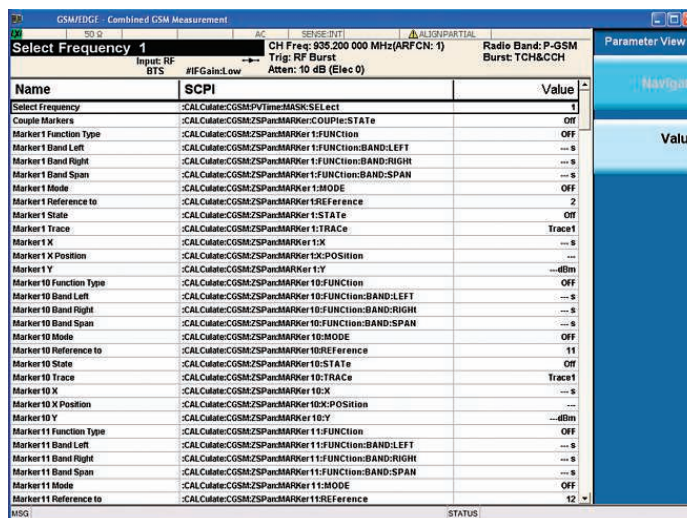 GSM/EDGE - Combined GSM Measurement
50 Ω AC SENSE:INT ALIGNPARTIAL
Select Frequency 1
Input: RF
BTS #IFGain:Low
CH Freq: 935.200 000 MHz(ARFCN: 1)
Trig: RF Burst
Atten: 10 dB (Elec 0)
Radio Band: P-GSM
Burst: TCH&CCH
Parameter View
Value
Name SCPI Value
Select Frequency :CALCulate:CGSM:PVTime:MASK:SELect 1
Couple Markers :CALCulate:CGSM:ZSPan:MARKer:COUPle:STATe Off
Marker1 Function Type :CALCulate:CGSM:ZSPan:MARKer1:FUNCtion OFF
Marker1 Band Left :CALCulate:CGSM:ZSPan:MARKer1:FUNCtion:BAND:LEFT --- s
Marker1 Band Right :CALCulate:CGSM:ZSPan:MARKer1:FUNCtion:BAND:RIGHt --- s
Marker1 Band Span :CALCulate:CGSM:ZSPan:MARKer1:FUNCtion:BAND:SPAN --- s
Marker1 Mode :CALCulate:CGSM:ZSPan:MARKer1:MODE OFF
Marker1 Reference to :CALCulate:CGSM:ZSPan:MARKer1:REFerence 2
Marker1 State :CALCulate:CGSM:ZSPan:MARKer1:STATe Off
Marker1 Trace :CALCulate:CGSM:ZSPan:MARKer1:TRACe Trace1
Marker1 X :CALCulate:CGSM:ZSPan:MARKer1:X --- s
Marker1 X Position :CALCulate:CGSM:ZSPan:MARKer1:X:POSition ---
Marker1 Y :CALCulate:CGSM:ZSPan:MARKer1:Y ---dBm
Marker10 Function Type :CALCulate:CGSM:ZSPan:MARKer10:FUNCtion OFF
Marker10 Band Left :CALCulate:CGSM:ZSPan:MARKer10:FUNCtion:BAND:LEFT --- s
Marker10 Band Right :CALCulate:CGSM:ZSPan:MARKer10:FUNCtion:BAND:RIGHt --- s
Marker10 Band Span :CALCulate:CGSM:ZSPan:MARKer10:FUNCtion:BAND:SPAN --- s
Marker10 Mode :CALCulate:CGSM:ZSPan:MARKer10:MODE OFF
Marker10 Reference to :CALCulate:CGSM:ZSPan:MARKer10:REFerence 11
Marker10 State :CALCulate:CGSM:ZSPan:MARKer10:STATe Off
Marker10 Trace :CALCulate:CGSM:ZSPan:MARKer10:TRACe Trace1
Marker10 X :CALCulate:CGSM:ZSPan:MARKer10:X --- s
Marker10 X Position :CALCulate:CGSM:ZSPan:MARKer10:X:POSition ---
Marker10 Y :CALCulate:CGSM:ZSPan:MARKer10:Y ---dBm
Marker11 Function Type :CALCulate:CGSM:ZSPan:MARKer11:FUNCtion OFF
Marker11 Band Left :CALCulate:CGSM:ZSPan:MARKer11:FUNCtion:BAND:LEFT --- s
Marker11 Band Right :CALCulate:CGSM:ZSPan:MARKer11:FUNCtion:BAND:RIGHt --- s
Marker11 Band Span :CALCulate:CGSM:ZSPan:MARKer11:FUNCtion:BAND:SPAN --- s
Marker11 Mode :CALCulate:CGSM:ZSPan:MARKer11:MODE OFF
Marker11 Reference to :CALCulate:CGSM:ZSPan:MARKer11:REFerence 12
MSG STATUS